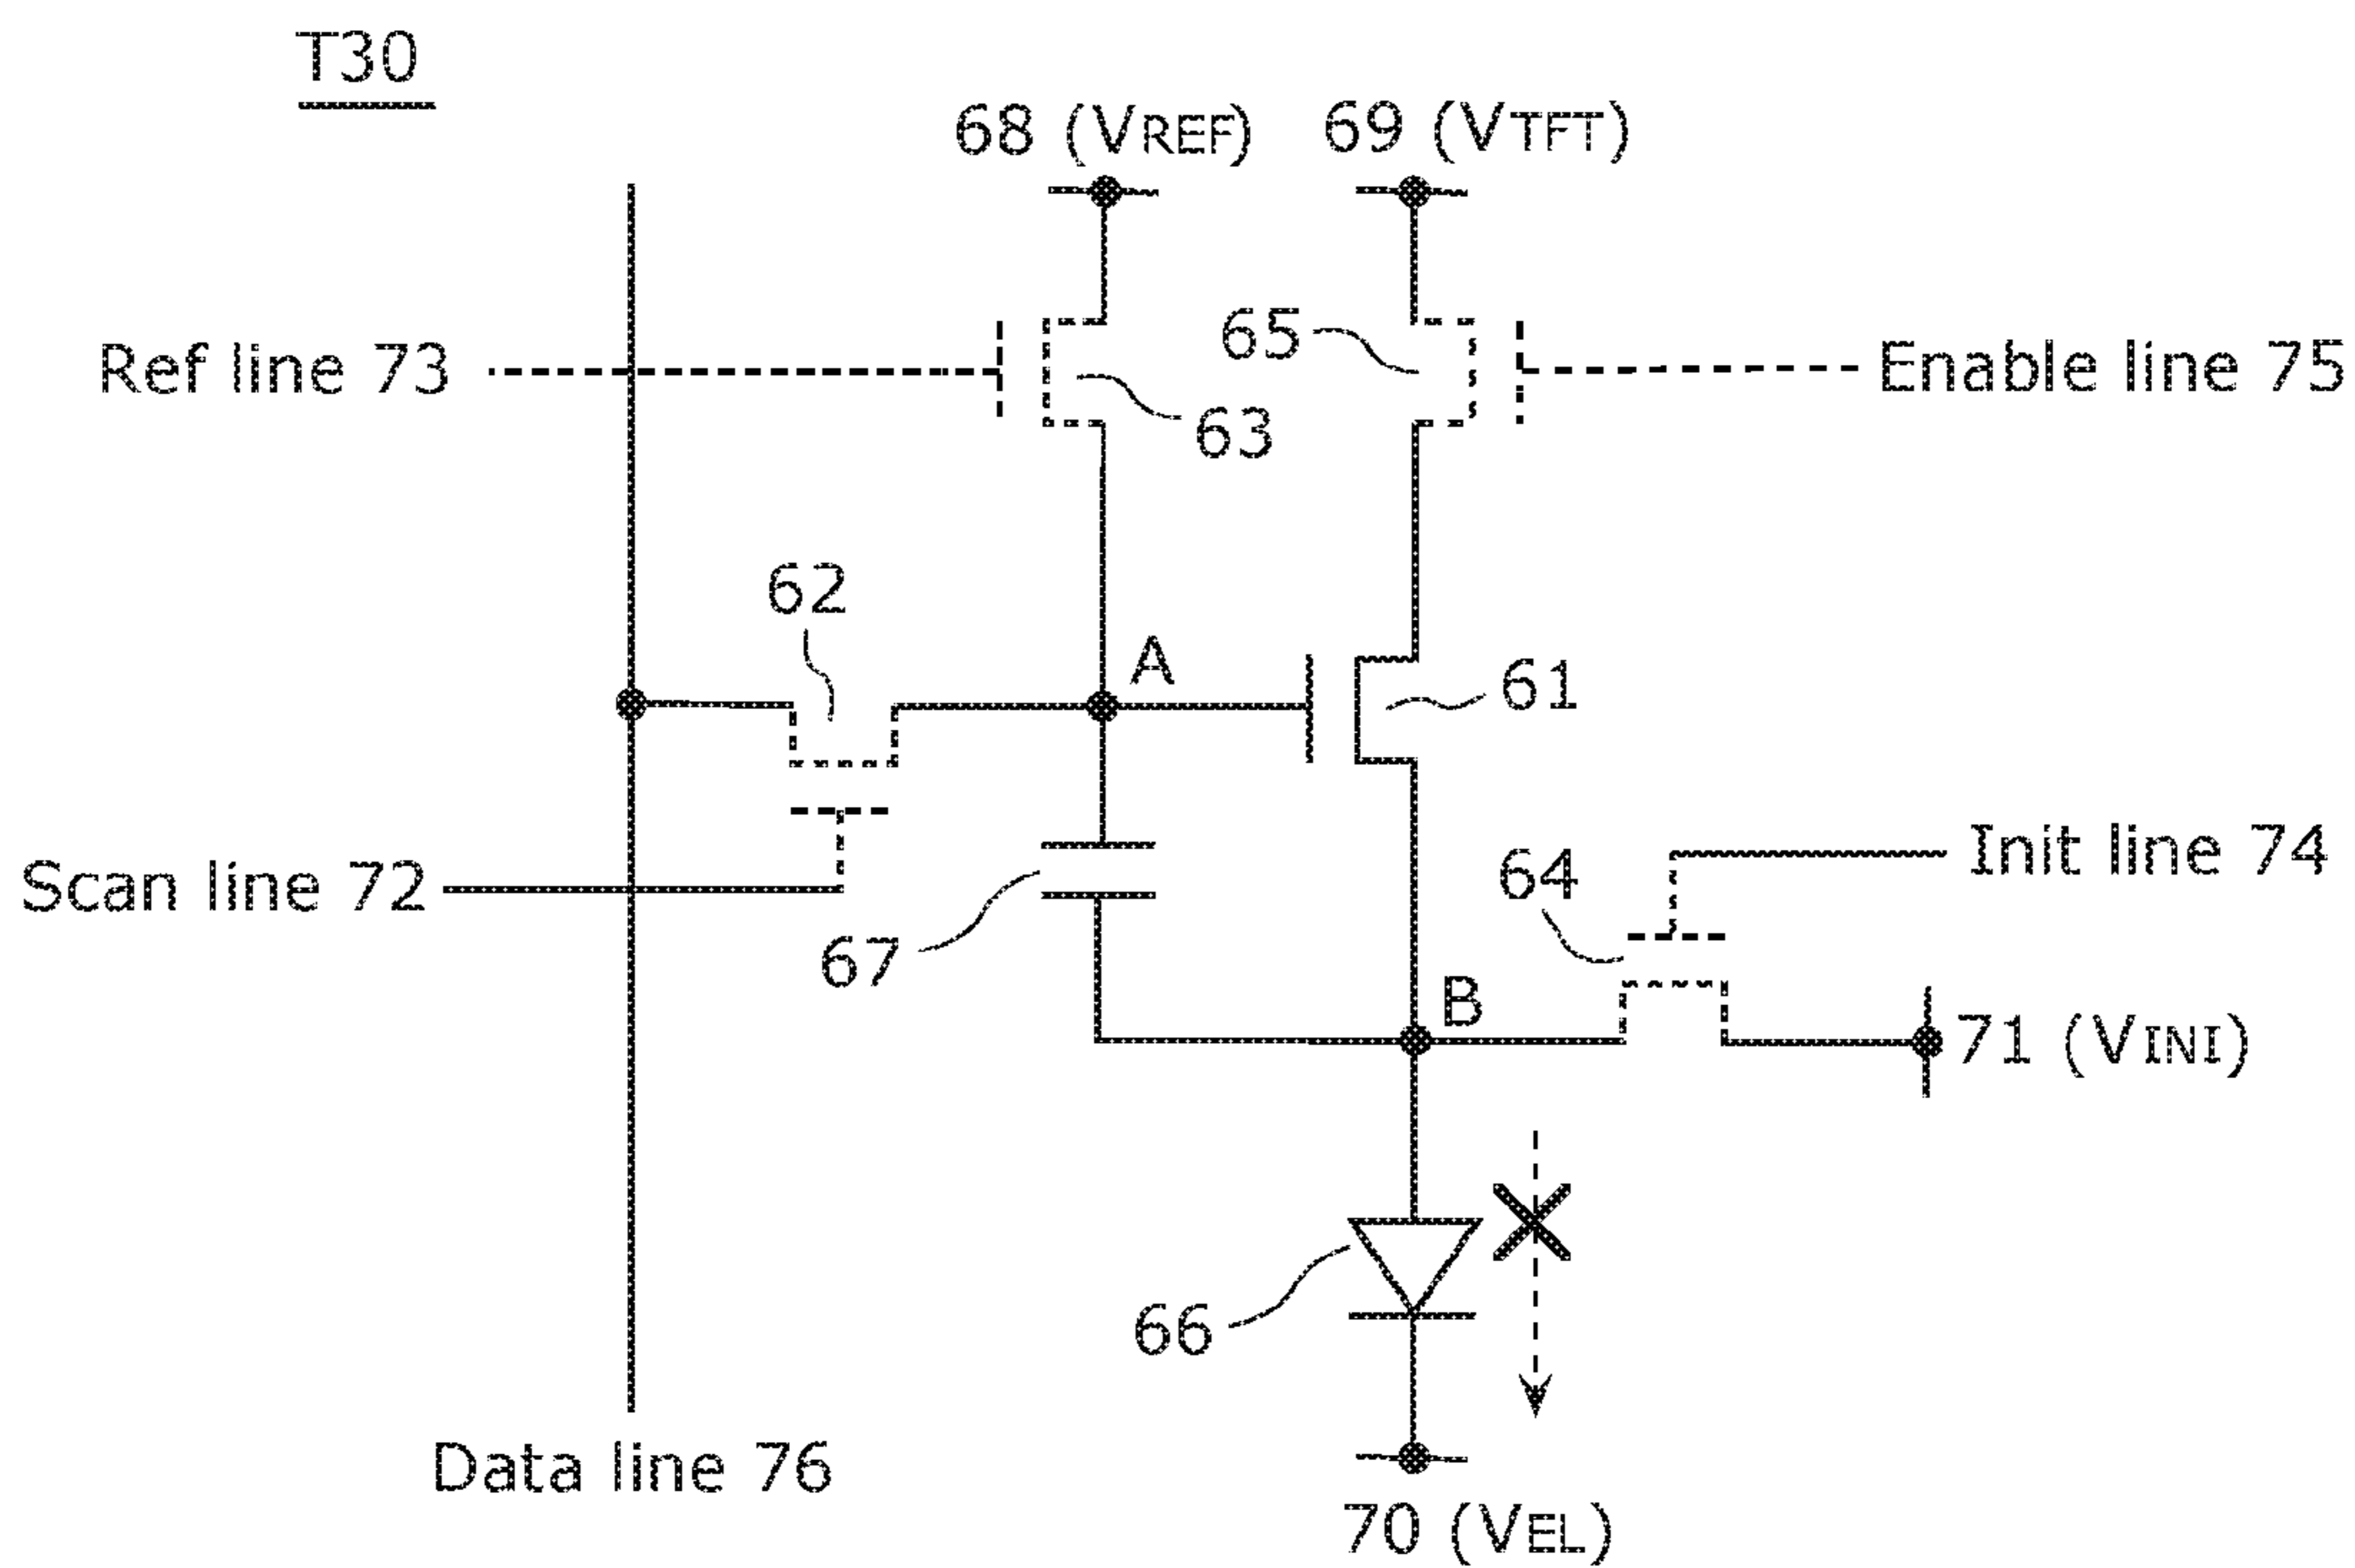 T30
68 (VREF)
69 (VTFT)
Ref line 73
65
63
Enable line 75
62
A
61
Scan line 72
67
64
Init line 74
B
71 (VINI)
66
Data line 76
70 (VEL)